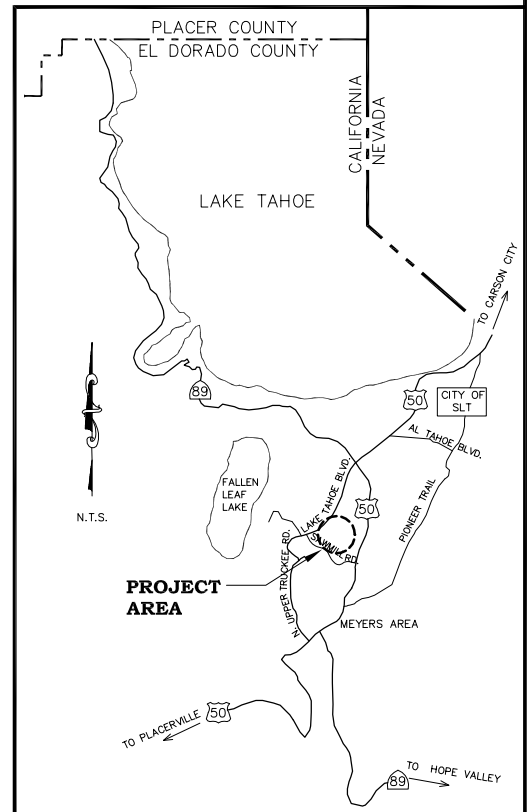 PLACER COUNTY
EL DORADO COUNTY
CALIFORNIA
NEVADA
LAKE TAHOE
TO CARSON CITY
89
50
CITY OF
SLT
AL TAHOE BLVD.
FALLEN
LEAF
LAKE
LAKE TAHOE BLVD.
50
PIONEER TRAIL
N.T.S.
SAWMILL RD.
N. UPPER TRUCKEE RD.
PROJECT
AREA
MEYERS AREA
TO PLACERVILLE
50
TO HOPE VALLEY
89